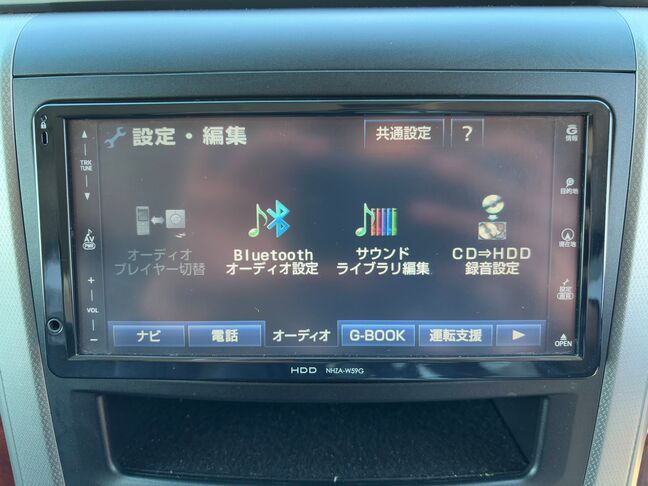 設定・編集
共通設定
?
TRK
TUNE
AV
PWR
+
VOL
−
オーディオ
プレイヤー切替
Bluetooth
オーディオ設定
サウンド
ライブラリ編集
CD⇒HDD
録音設定
ナビ
電話
オーディオ
G-BOOK
運転支援
G
情報
目的地
現在地
設定
画質
OPEN
HDD NHZA-W59G